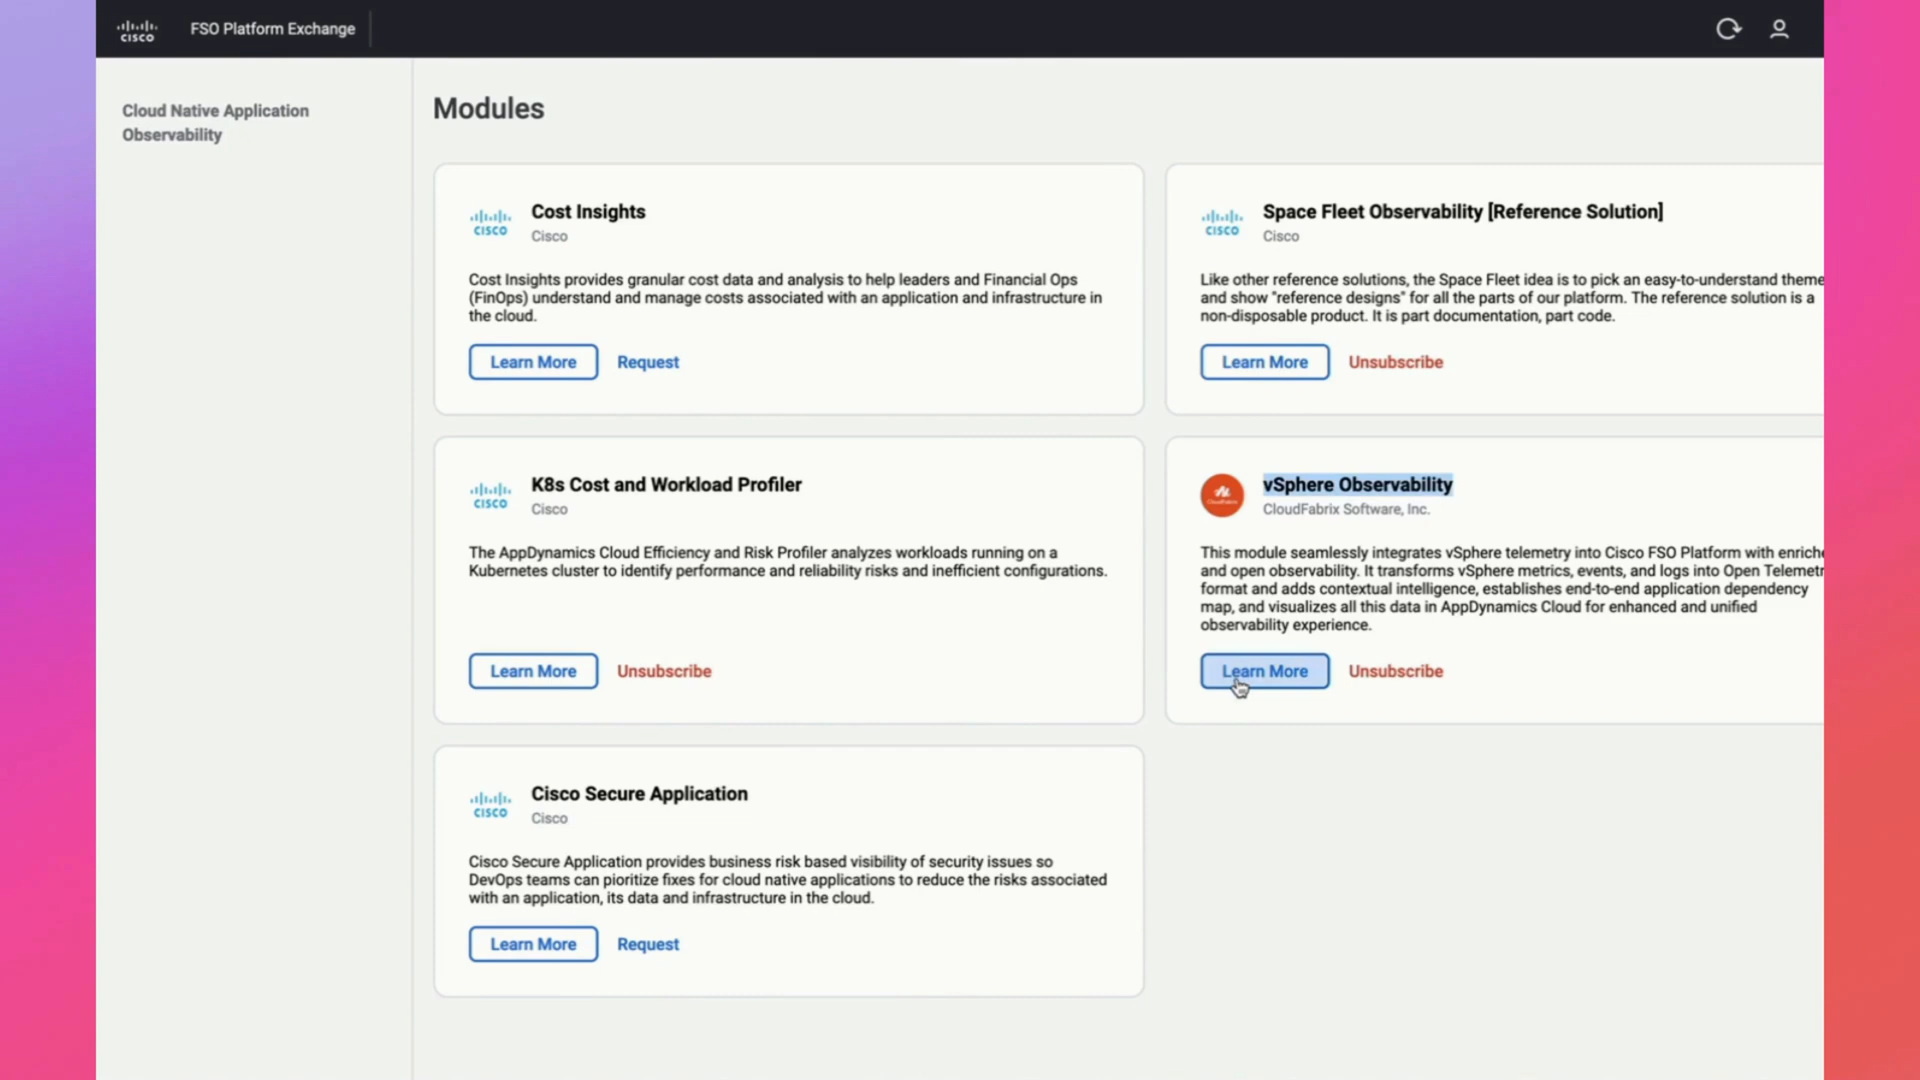 CISCO
FSO Platform Exchange
Cloud Native Application
Observability
Modules
CISCO
Cost Insights
Cisco
Cost Insights provides granular cost data and analysis to help leaders and Financial Ops
(FinOps) understand and manage costs associated with an application and infrastructure in
the cloud.
Learn More
Request
CISCO
Space Fleet Observability [Reference Solution]
Cisco
Like other reference solutions, the Space Fleet idea is to pick an easy-to-understand theme
and show "reference designs" for all the parts of our platform. The reference solution is a
non-disposable product. It is part documentation, part code.
Learn More
Unsubscribe
CISCO
K8s Cost and Workload Profiler
Cisco
The AppDynamics Cloud Efficiency and Risk Profiler analyzes workloads running on a
Kubernetes cluster to identify performance and reliability risks and inefficient configurations.
Learn More
Unsubscribe
CloudFabrix
vSphere Observability
CloudFabrix Software, Inc.
This module seamlessly integrates vSphere telemetry into Cisco FSO Platform with enriche
and open observability. It transforms vSphere metrics, events, and logs into Open Telemetr
format and adds contextual intelligence, establishes end-to-end application dependency
map, and visualizes all this data in AppDynamics Cloud for enhanced and unified
observability experience.
Learn More
Unsubscribe
CISCO
Cisco Secure Application
Cisco
Cisco Secure Application provides business risk based visibility of security issues so
DevOps teams can pioritize fixes for cloud native applications to reduce the risks associated
with an application, its data and infrastructure in the cloud.
Learn More
Request